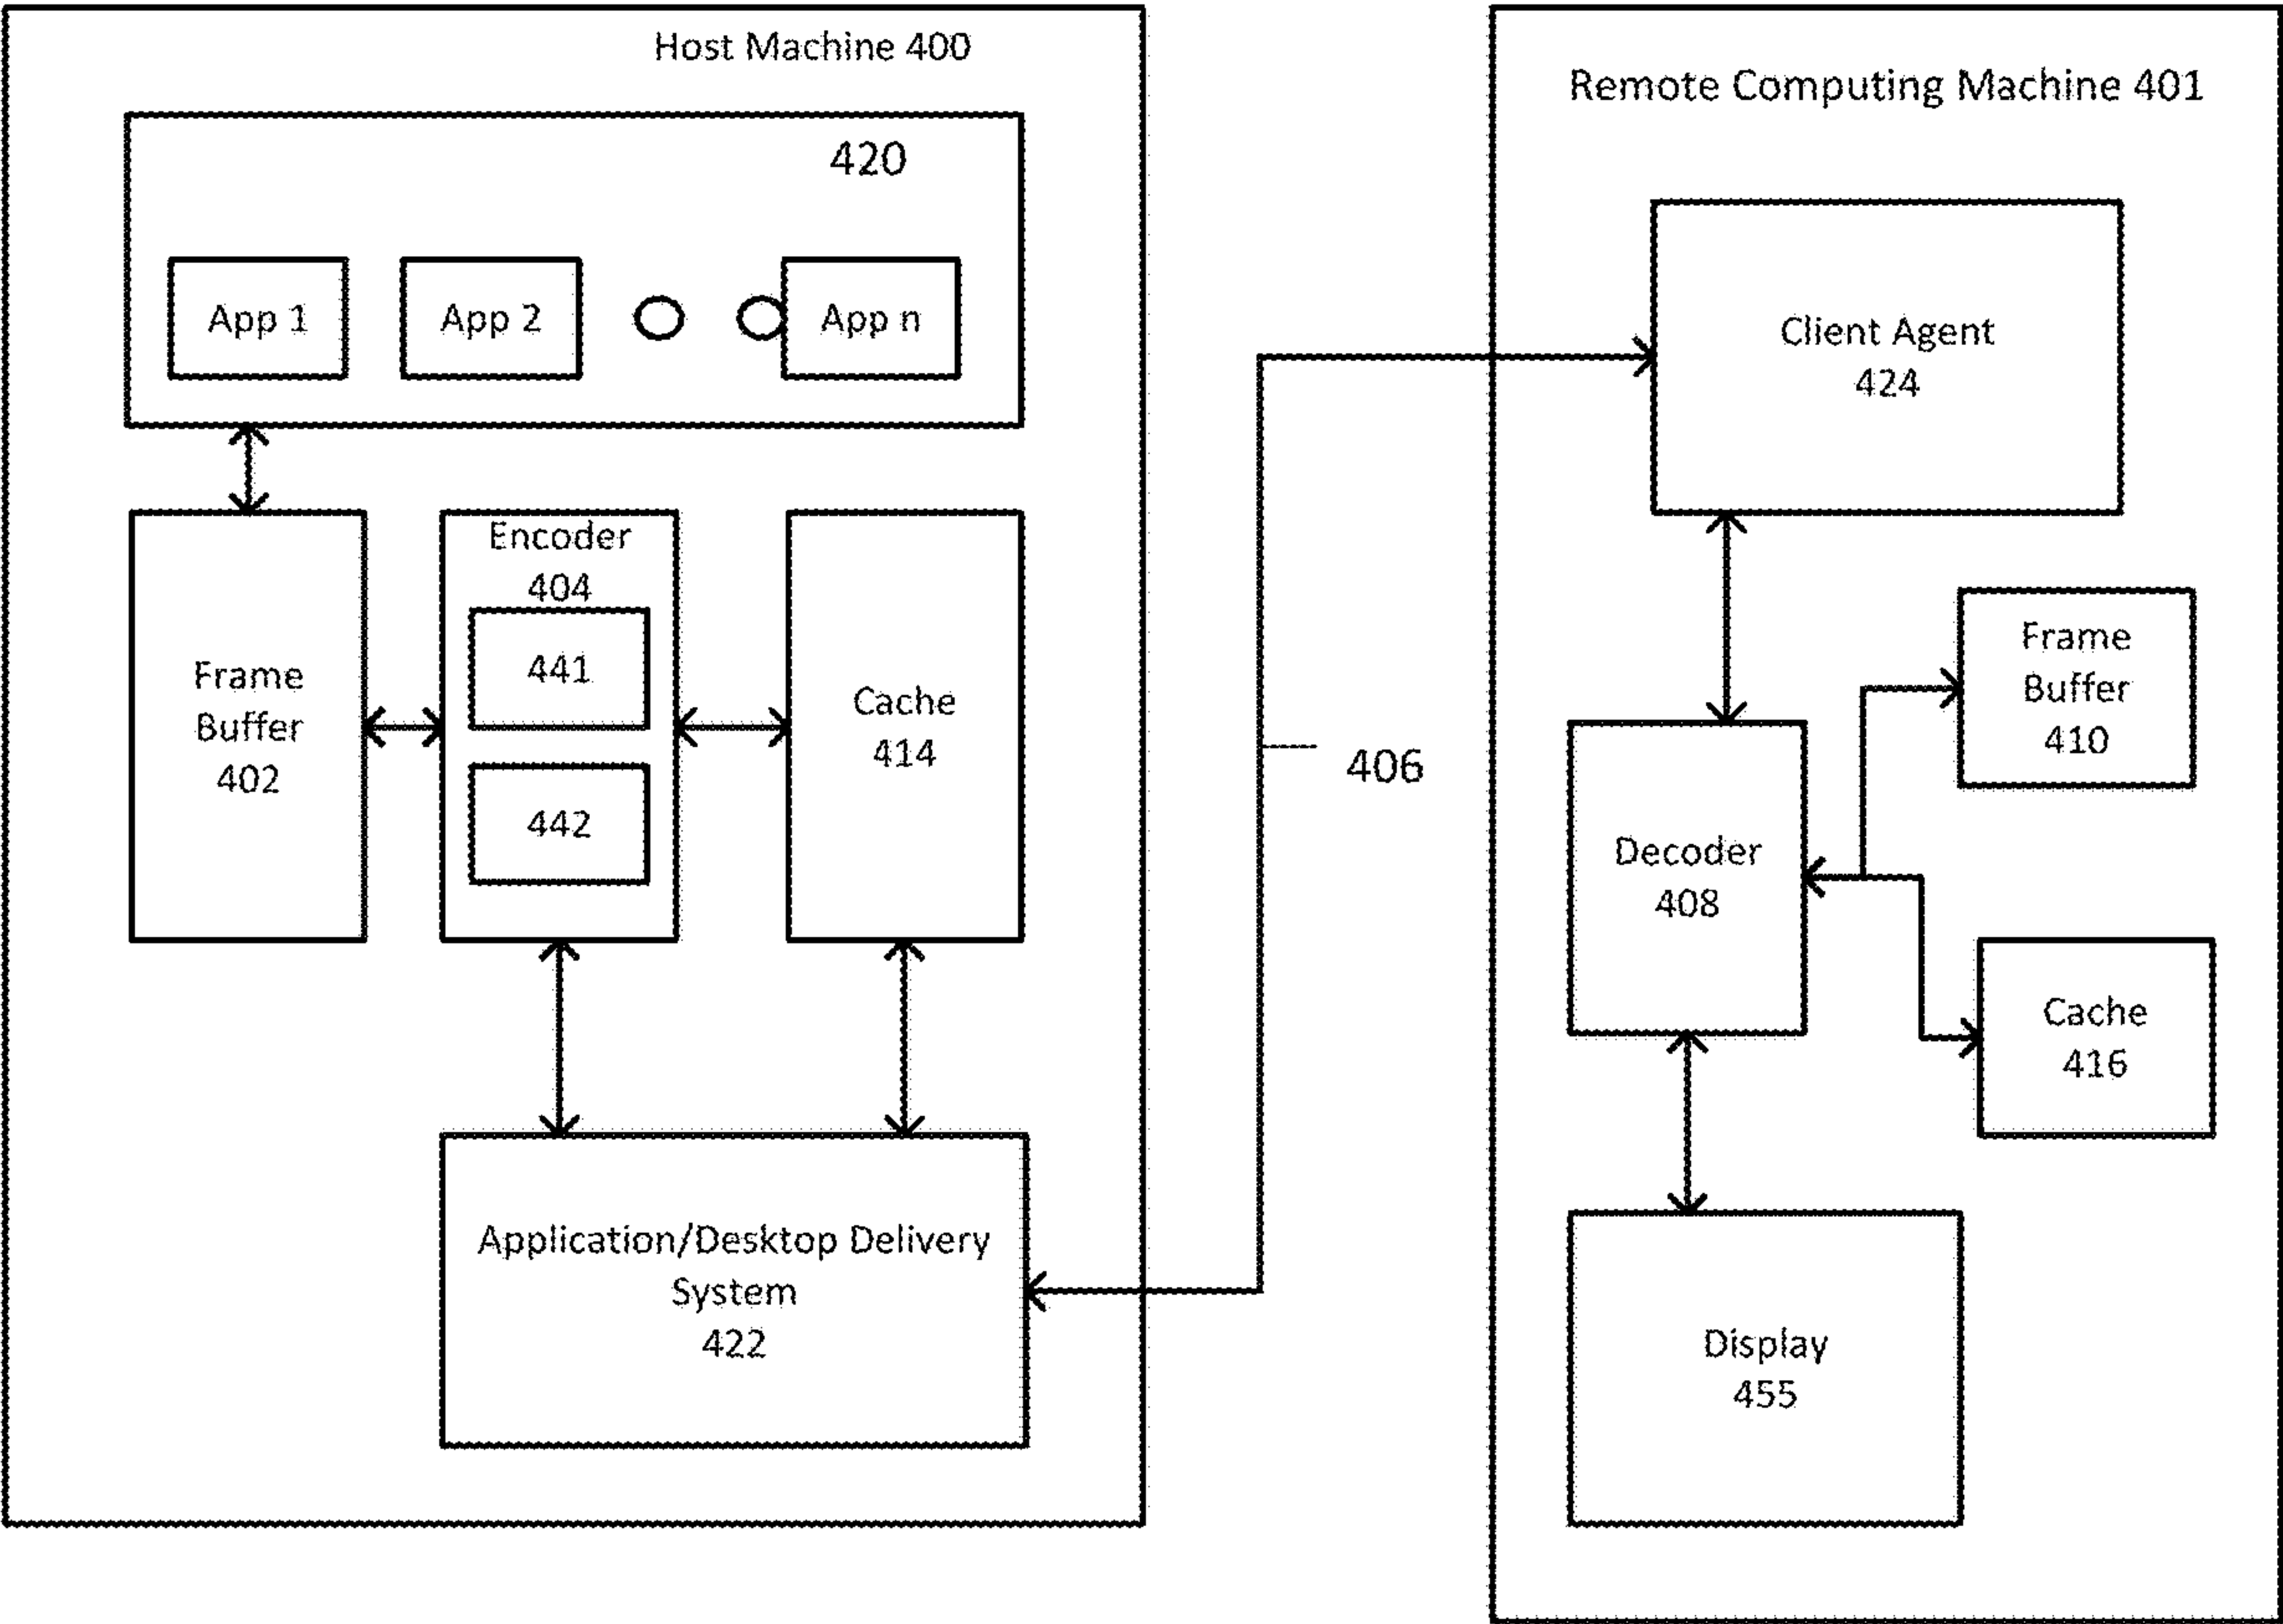 Host Machine 400
420
App 1
App 2
App n
Frame
Buffer
402
Encoder
404
441
442
Cache
414
Application/Desktop Delivery
System
422
406
Remote Computing Machine 401
Client Agent
424
Frame
Buffer
410
Decoder
408
Cache
416
Display
455